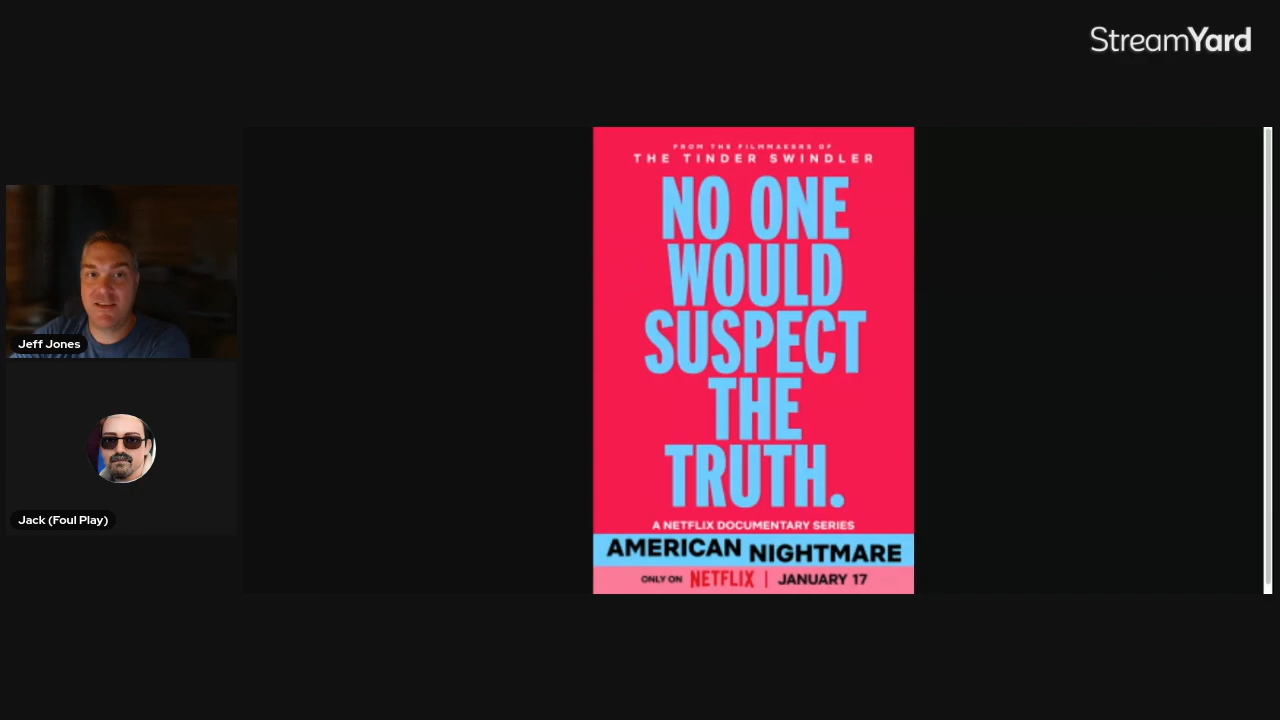 StreamYard
FROM THE FILMMAKERS OF
THE TINDER SWINDLER
NO ONE
WOULD
SUSPECT
THE
TRUTH.
A NETFLIX DOCUMENTARY SERIES
AMERICAN NIGHTMARE
ONLY ON NETFLIX | JANUARY 17
Jeff Jones
Jack (Foul Play)